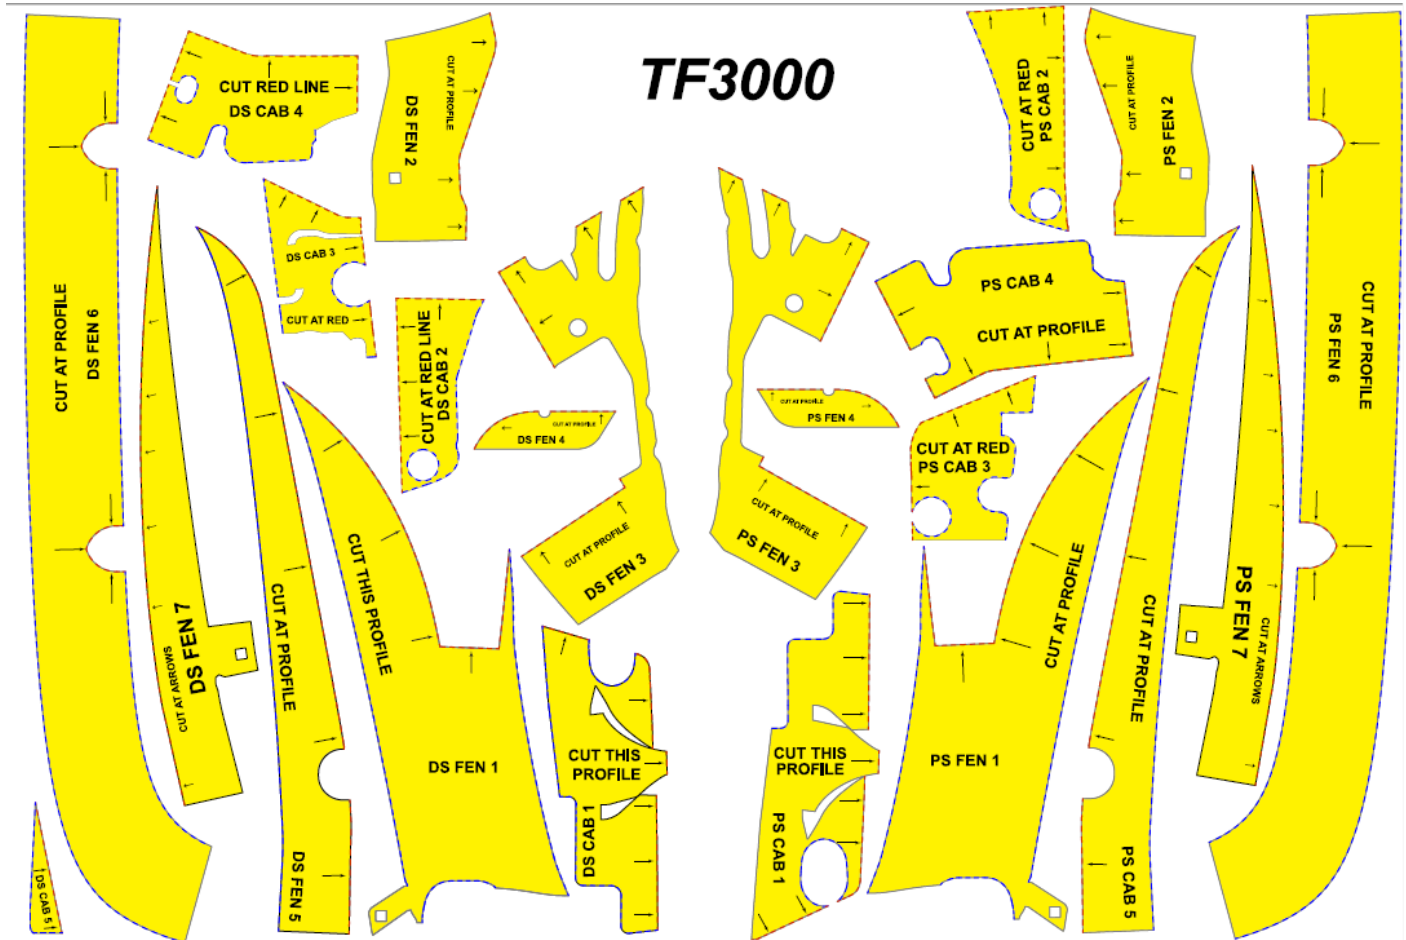 TF3000
CUT AT PROFILE
DS FEN 6
CUT RED LINE
DS CAB 4
CUT AT PROFILE
DS FEN 2
DS CAB 3
CUT AT RED
CUT AT RED LINE
DS CAB 2
CUT AT PROFILE
DS FEN 4
CUT AT PROFILE
DS FEN 3
CUT AT ARROWS
DS FEN 7
CUT AT PROFILE
DS FEN 5
CUT THIS PROFILE
DS FEN 1
CUT THIS
PROFILE
DS CAB 1
DS CAB 5
CUT AT RED
PS CAB 2
CUT AT PROFILE
PS FEN 2
PS CAB 4
CUT AT PROFILE
CUT AT PROFILE
PS FEN 4
CUT AT RED
PS CAB 3
CUT AT PROFILE
PS FEN 3
CUT THIS
PROFILE
PS CAB 1
CUT AT PROFILE
PS FEN 1
CUT AT PROFILE
PS CAB 5
PS FEN 7
CUT AT ARROWS
CUT AT PROFILE
PS FEN 6